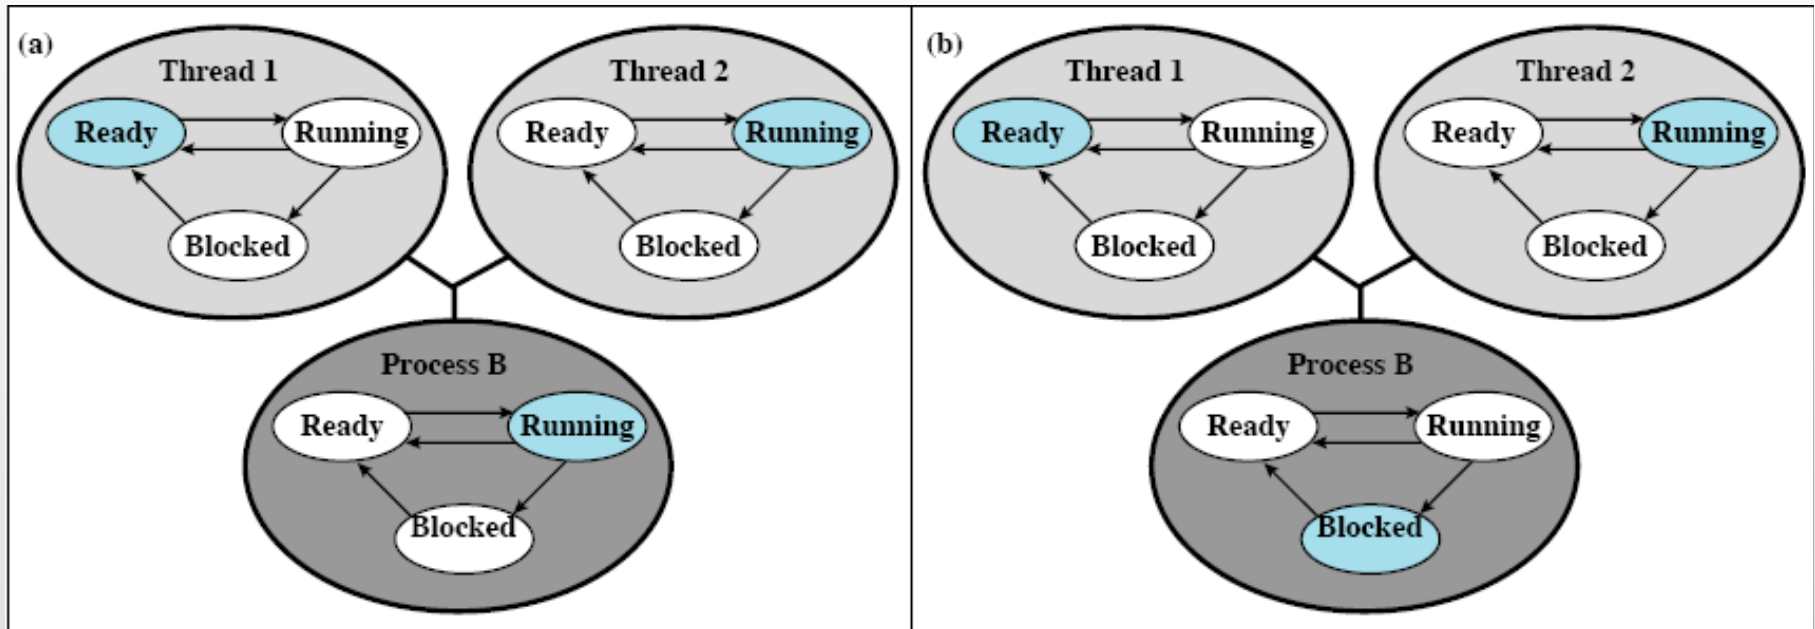 (a)
Thread 1
Ready
Running
Blocked
Thread 2
Ready
Running
Blocked
Process B
Ready
Running
Blocked
(b)
Thread 1
Ready
Running
Blocked
Thread 2
Ready
Running
Blocked
Process B
Ready
Running
Blocked